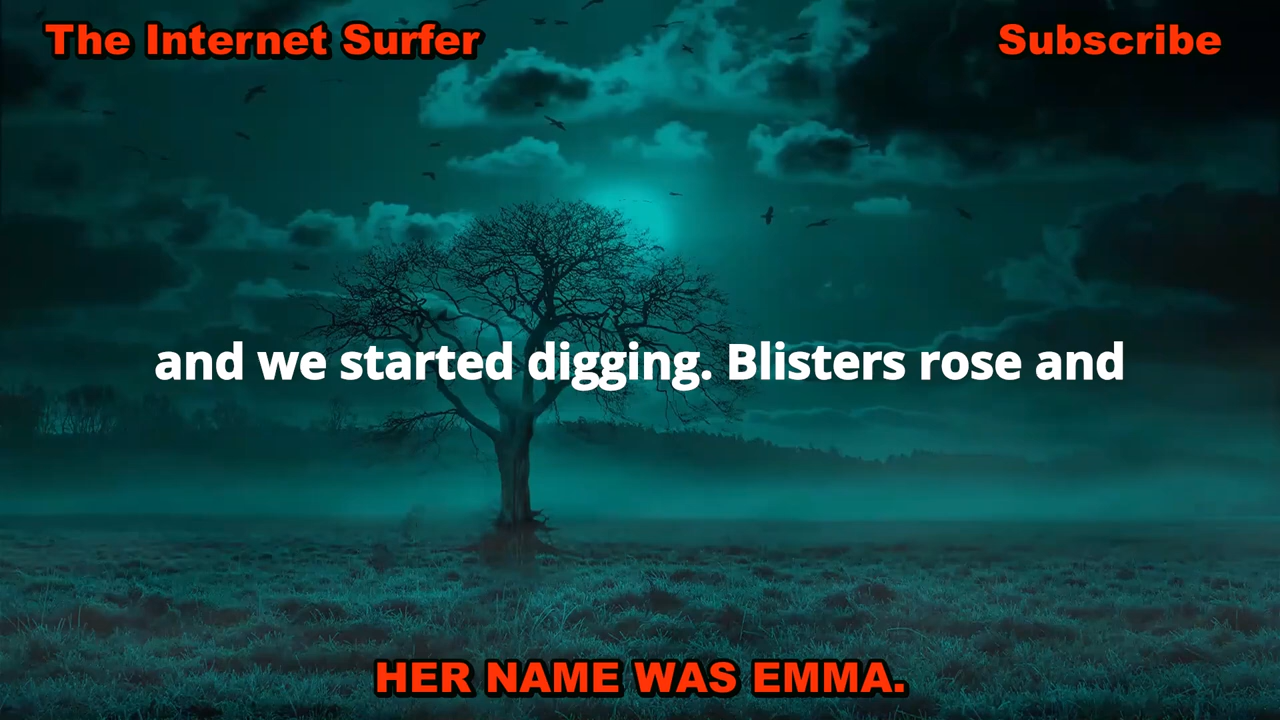 The Internet Surfer
Subscribe
and we started digging. Blisters rose and
HER NAME WAS EMMA.